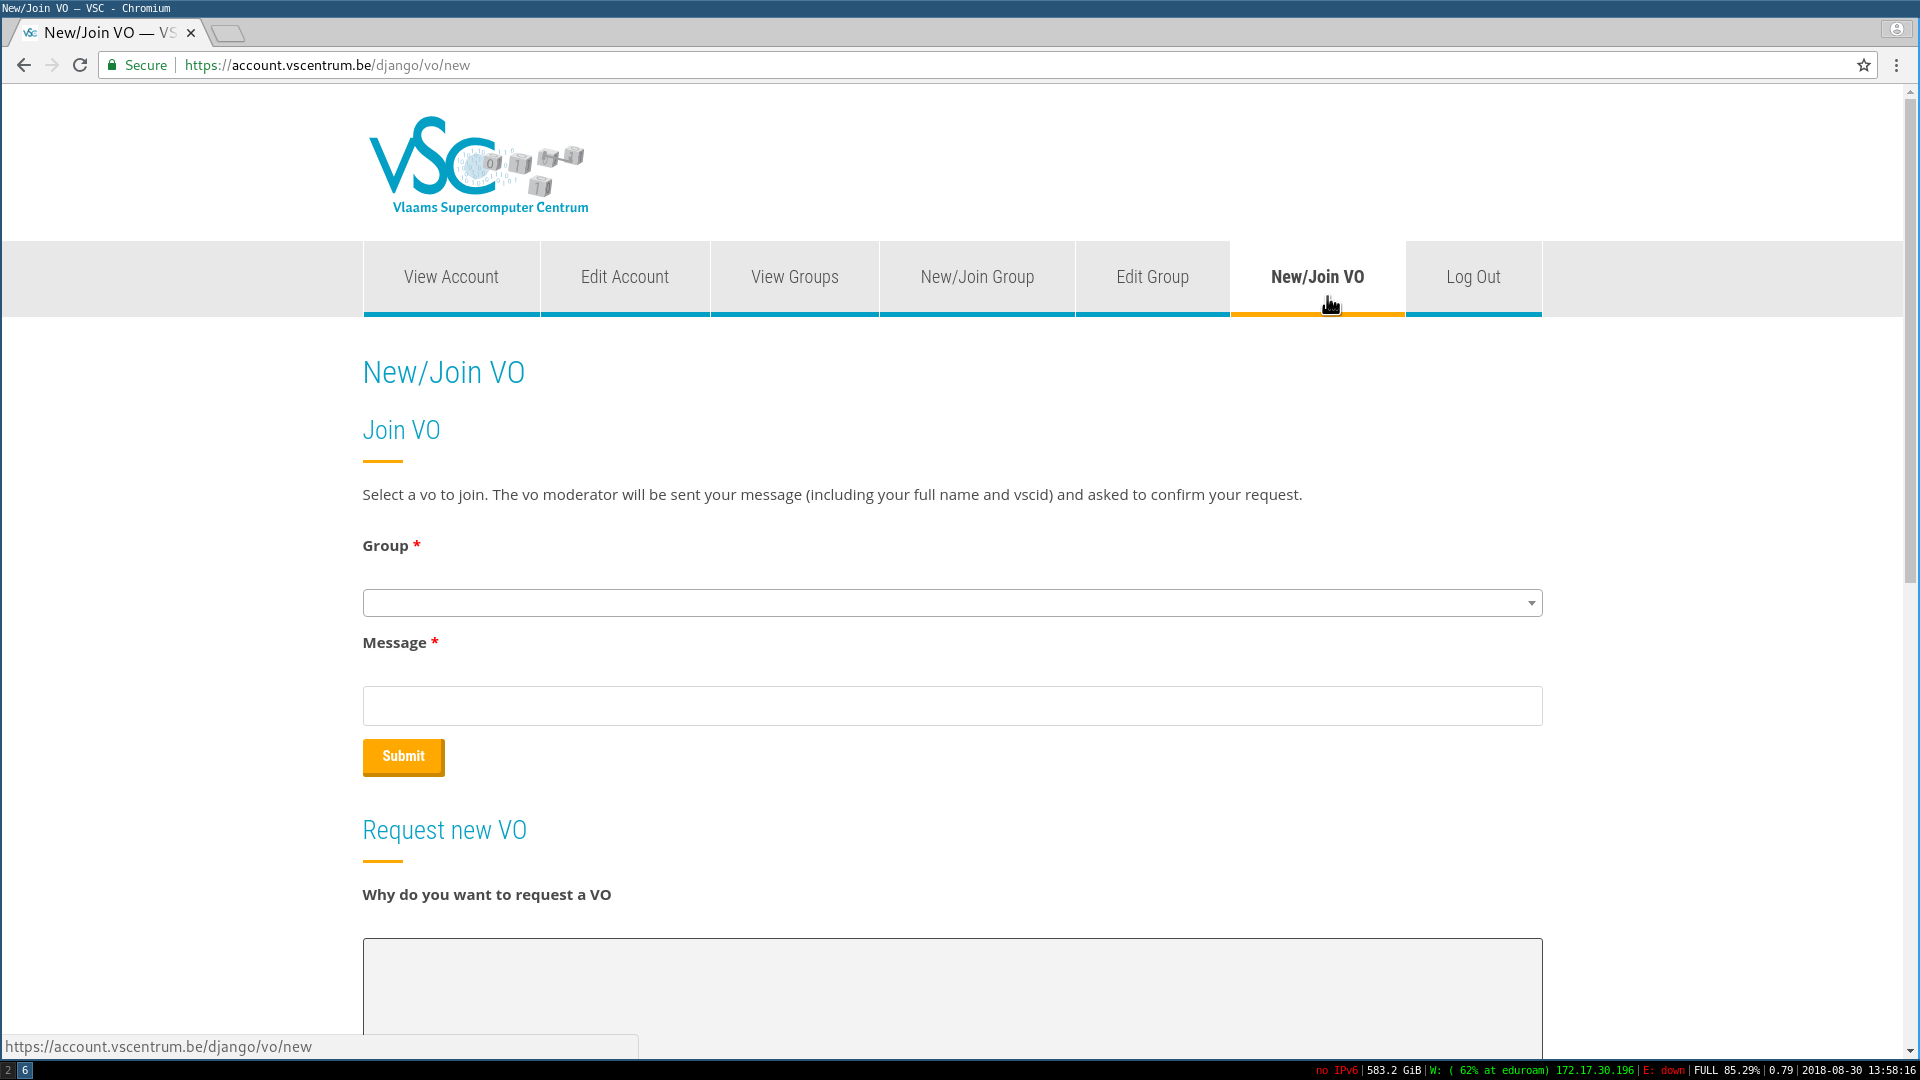 New/Join VO — VSC - Chromium
New/Join VO — VS
Secure
https://account.vscentrum.be/django/vo/new
VSC
Vlaams Supercomputer Centrum
View Account
Edit Account
View Groups
New/Join Group
Edit Group
New/Join VO
Log Out
New/Join VO
Join VO
Select a vo to join. The vo moderator will be sent your message (including your full name and vscid) and asked to confirm your request.
Group *
Message *
Submit
Request new VO
Why do you want to request a VO
https://account.vscentrum.be/django/vo/new
2 6 no IPv6|583.2 GiB|W: ( 62% at eduroam) 172.17.30.196|E: down|FULL 85.29%|0.79|2018-08-30 13:58:16